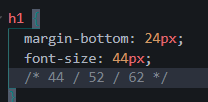 h1 {
margin-bottom: 24px;
font-size: 44px;
/* 44 / 52 / 62 */
}